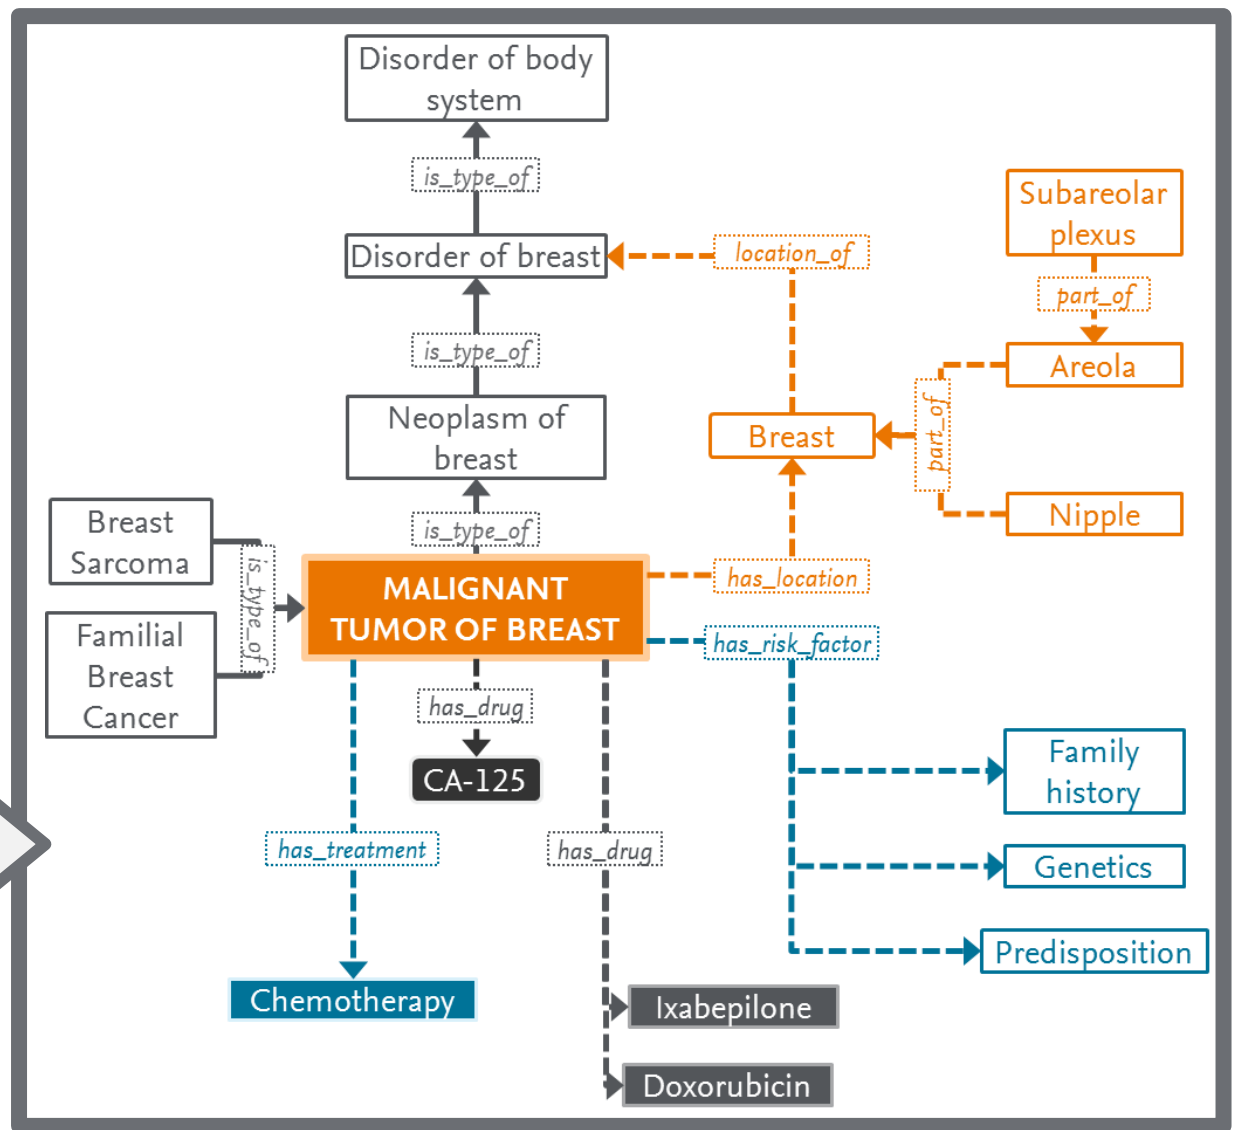 Disorder of body
system
is_type_of
Disorder of breast
location_of
Subareolar
plexus
part_of
Areola
is_type_of
Neoplasm of
breast
Breast
part_of
Nipple
is_type_of
Breast
Sarcoma
Familial
Breast
Cancer
is_type_of
MALIGNANT
TUMOR OF BREAST
has_location
has_risk_factor
has_drug
CA-125
Family
history
has_treatment
has_drug
Genetics
Predisposition
Chemotherapy
Ixabepilone
Doxorubicin